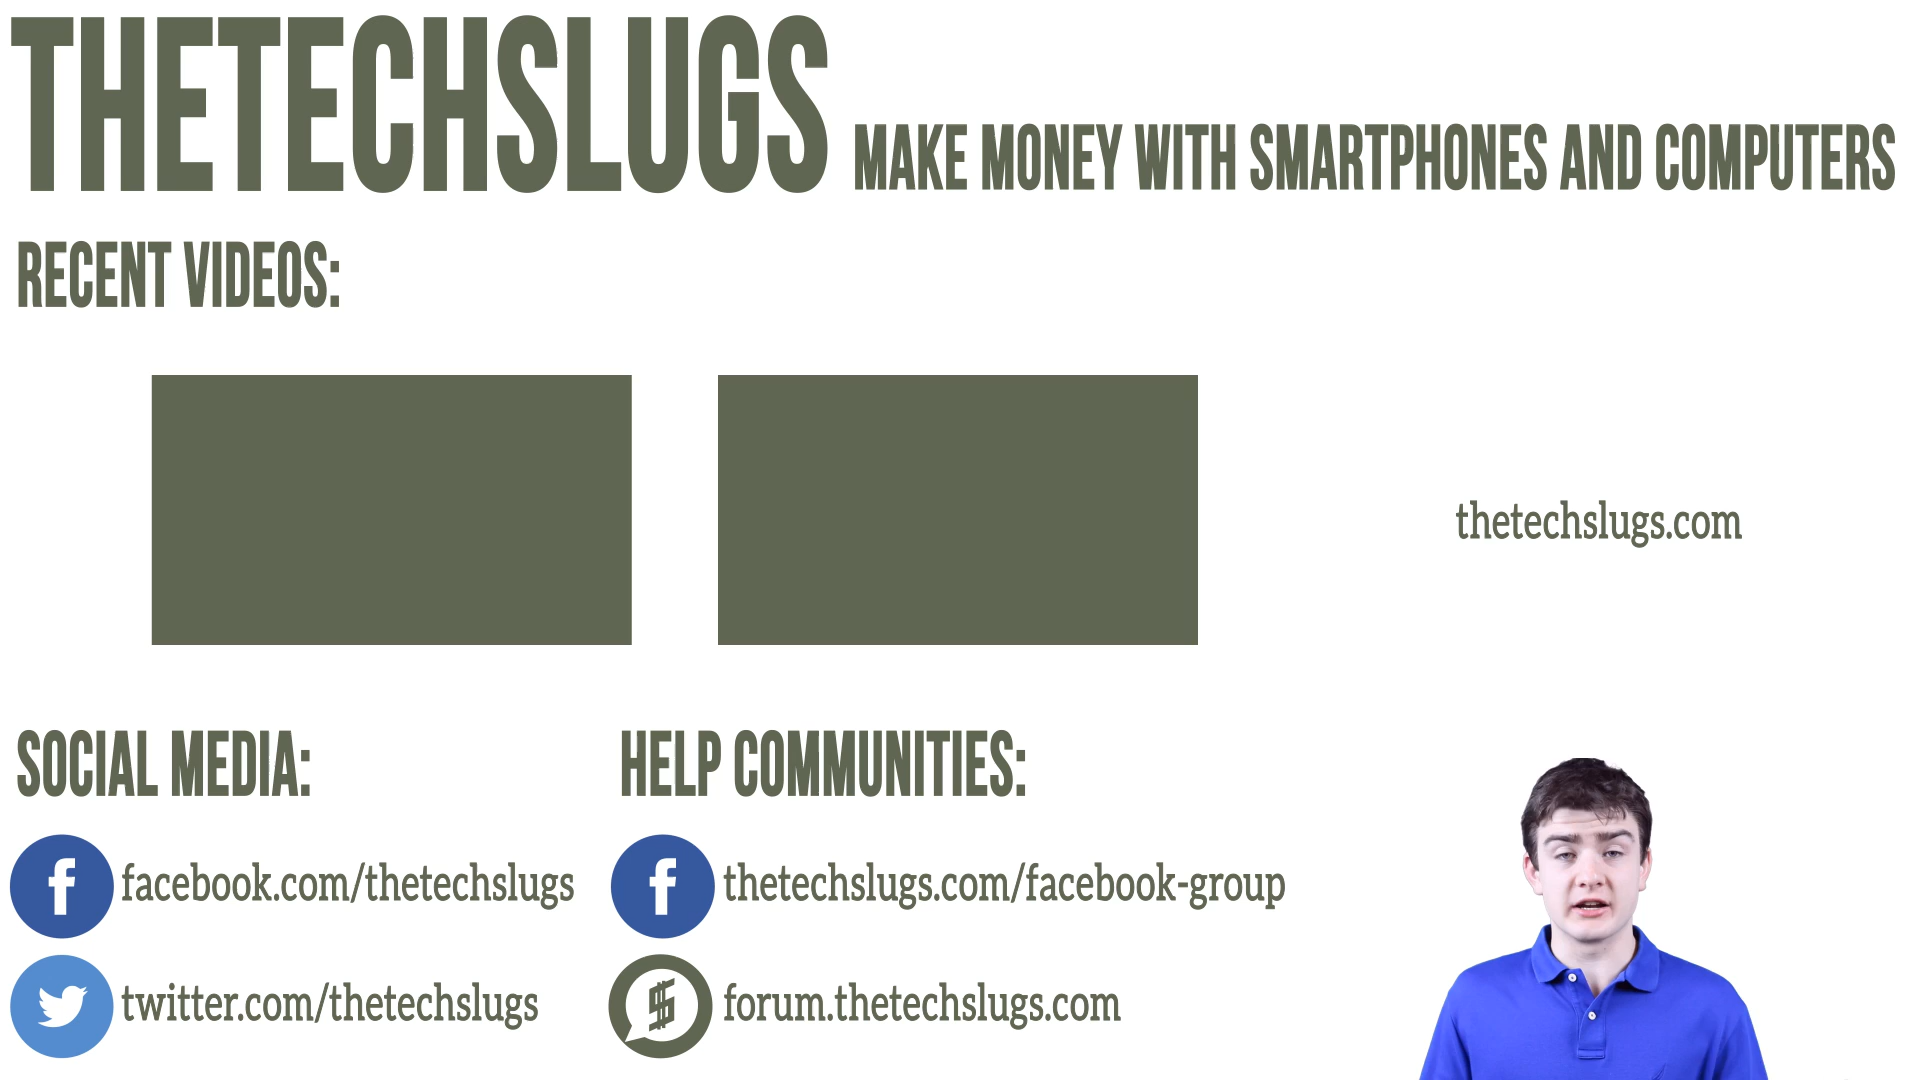 THETECHSLUGS MAKE MONEY WITH SMARTPHONES AND COMPUTERS
RECENT VIDEOS:
thetechslugs.com
SOCIAL MEDIA:
facebook.com/thetechslugs
twitter.com/thetechslugs
HELP COMMUNITIES:
thetechslugs.com/facebook-group
forum.thetechslugs.com